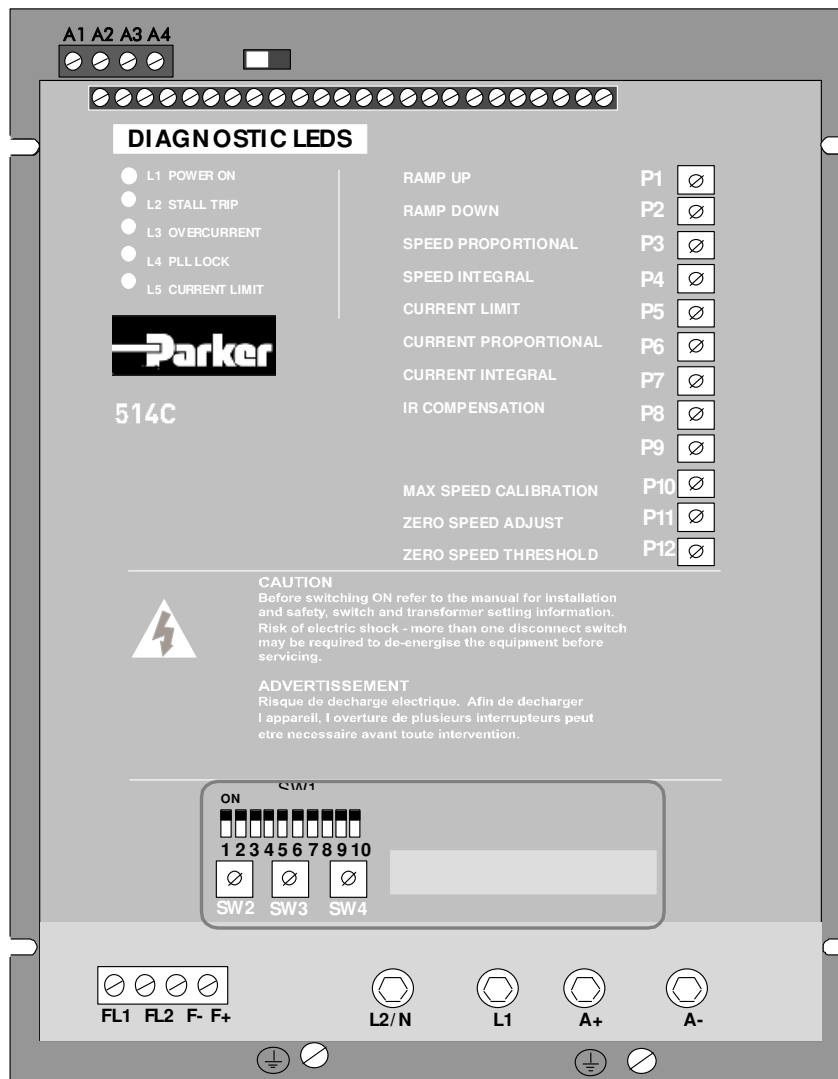 A1 A2 A3 A4
DIAGNOSTIC LEDS
L1 POWER ON
L2 STALL TRIP
L3 OVERCURRENT
L4 PLL LOCK
L5 CURRENT LIMIT
Parker
514C
RAMP UP P1
RAMP DOWN P2
SPEED PROPORTIONAL P3
SPEED INTEGRAL P4
CURRENT LIMIT P5
CURRENT PROPORTIONAL P6
CURRENT INTEGRAL P7
IR COMPENSATION P8
P9
MAX SPEED CALIBRATION P10
ZERO SPEED ADJUST P11
ZERO SPEED THRESHOLD P12
CAUTION
Before switching ON refer to the manual for installation
and safety, switch and transformer setting information.
Risk of electric shock - more than one disconnect switch
may be required to de-energise the equipment before
servicing.
ADVERTISSEMENT
Risque de decharge electrique. Afin de decharger
l appareil, l overture de plusieurs interrupteurs peut
etre necessaire avant toute intervention.
SW1
ON
1 2 3 4 5 6 7 8 9 10
SW2 SW3 SW4
FL1 FL2 F- F+ L2/N L1 A+ A-